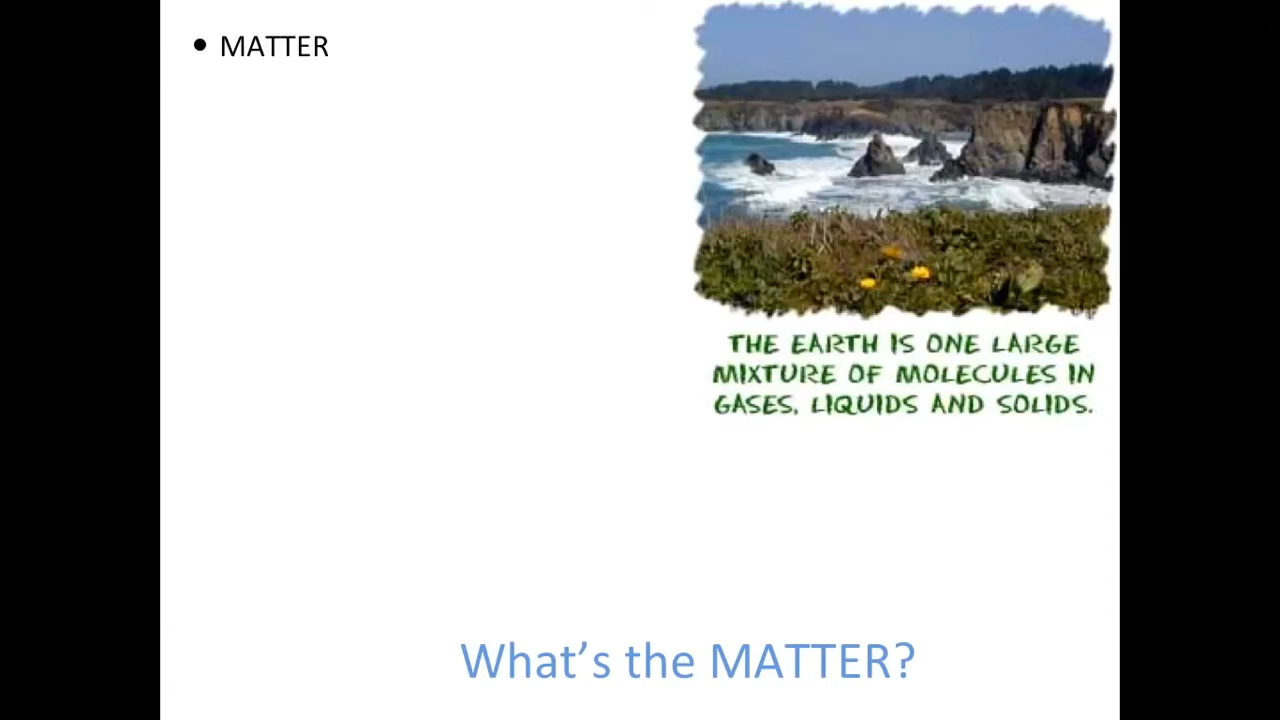 • MATTER
THE EARTH IS ONE LARGE
MIXTURE OF MOLECULES IN
GASES, LIQUIDS AND SOLIDS.
What’s the MATTER?